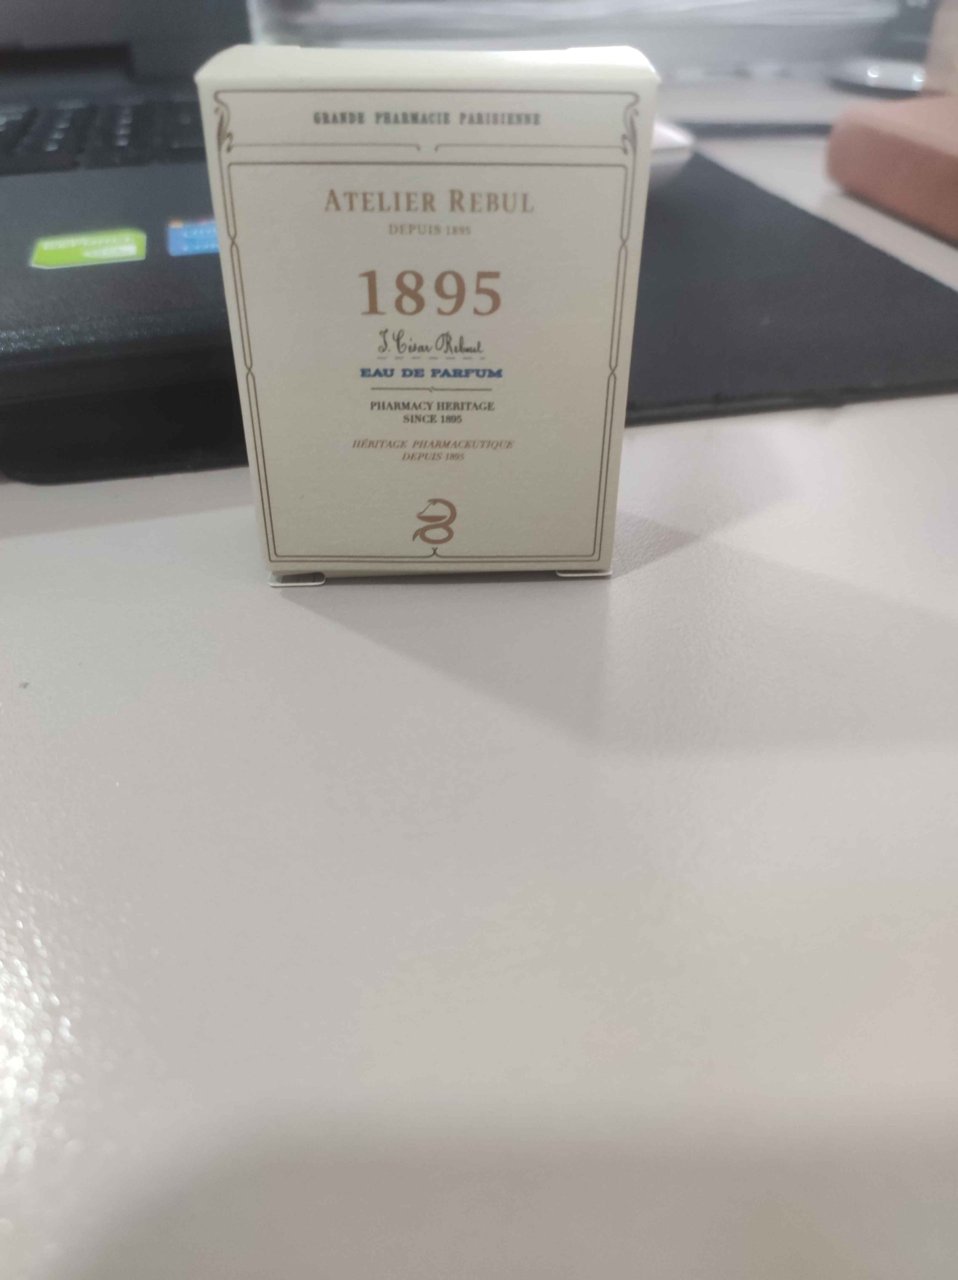 GRANDE PHARMACIE PARISIENNE
ATELIER REBUL
DEPUIS 1895
1895
J. César Rebul
EAU DE PARFUM
PHARMACY HERITAGE
SINCE 1895
HÉRITAGE PHARMACEUTIQUE
DEPUIS 1895